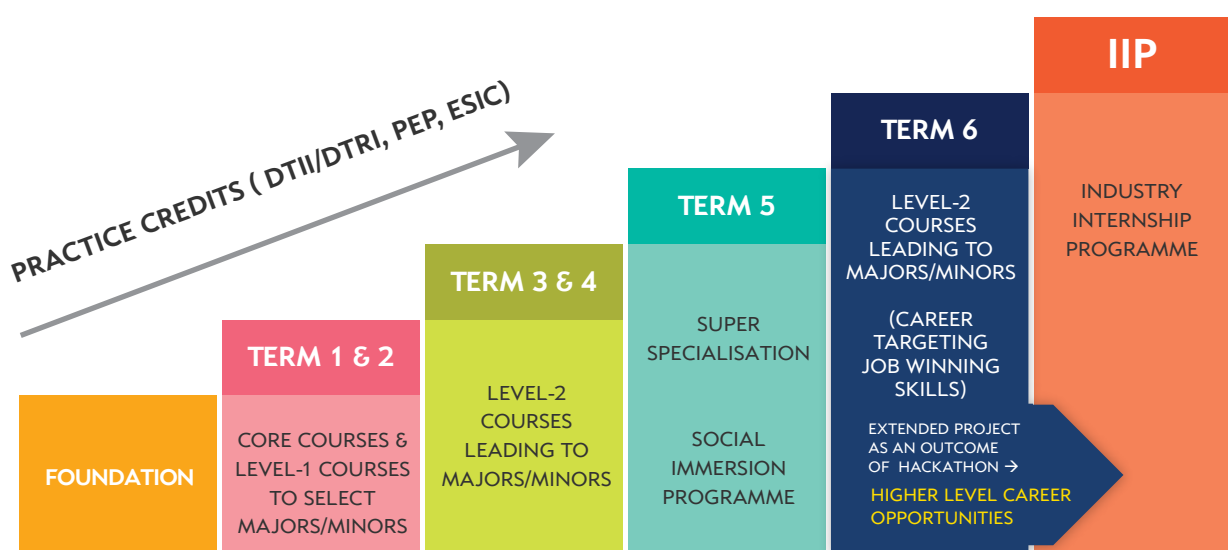 PRACTICE CREDITS ( DTII/DTRI, PEP, ESIC)
FOUNDATION
TERM 1 & 2
CORE COURSES &
LEVEL-1 COURSES
TO SELECT
MAJORS/MINORS
TERM 3 & 4
LEVEL-2
COURSES
LEADING TO
MAJORS/MINORS
TERM 5
SUPER
SPECIALISATION
SOCIAL
IMMERSION
PROGRAMME
TERM 6
LEVEL-2
COURSES
LEADING TO
MAJORS/MINORS
(CAREER
TARGETING
JOB WINNING
SKILLS)
EXTENDED PROJECT
AS AN OUTCOME
OF HACKATHON →
HIGHER LEVEL CAREER
OPPORTUNITIES
IIP
INDUSTRY
INTERNSHIP
PROGRAMME